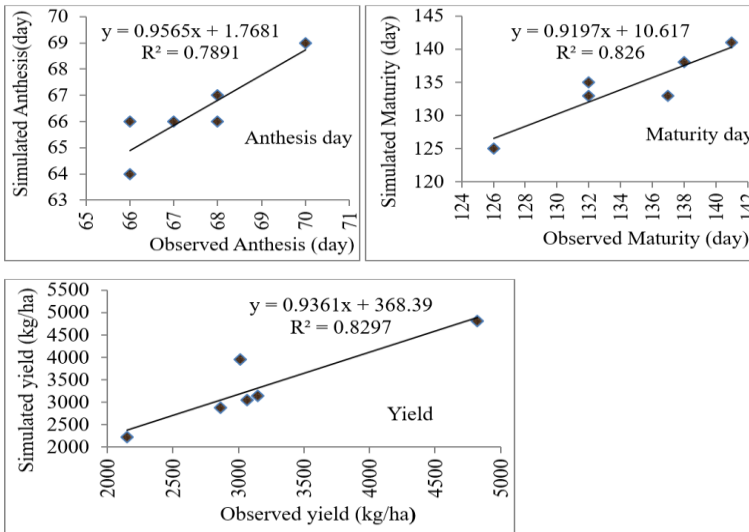 Simulated Anthesis(day)
70
69
68
67
66
65
64
63
y = 0.9565x + 1.7681
R² = 0.7891
Anthesis day
65
66
67
68
69
70
71
Observed Anthesis (day)
Simulated Maturity (day)
145
140
135
130
125
120
y = 0.9197x + 10.617
R² = 0.826
Maturity day
124
126
128
130
132
134
136
138
140
142
Observed Maturity (day)
Simulated yield (kg/ha)
5500
5000
4500
4000
3500
3000
2500
2000
y = 0.9361x + 368.39
R² = 0.8297
Yield
2000
3000
4000
5000
Observed yield (kg/ha)